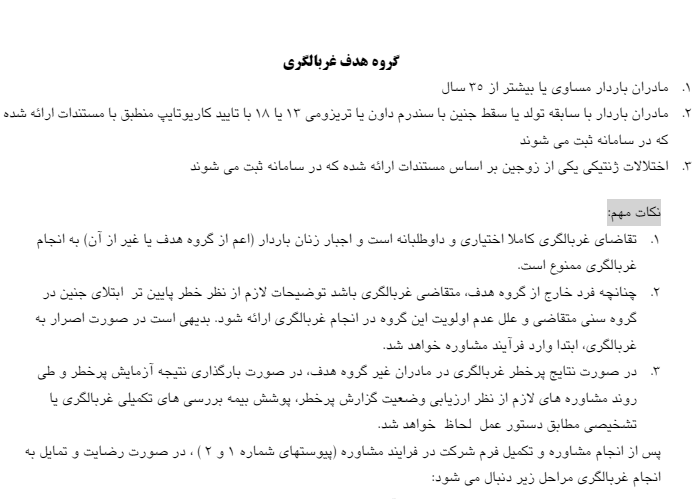 گروه هدف غربالگری
۱. مادران باردار مساوی یا بیشتر از ۳۵ سال
۲. مادران باردار با سابقه تولد یا سقط جنین با سندرم داون یا تریزومی ۱۳ یا ۱۸ با تایید کاریوتایپ منطبق با مستندات ارائه شده
که در سامانه ثبت می شوند
۳. اختلالات ژنتیکی یکی از زوجین بر اساس مستندات ارائه شده که در سامانه ثبت می شوند
نکات مهم:
۱. تقاضای غربالگری کاملا اختیاری و داوطلبانه است و اجبار زنان باردار (اعم از گروه هدف یا غیر از آن) به انجام
غربالگری ممنوع است.
۲. چنانچه فرد خارج از گروه هدف، متقاضی غربالگری باشد توضیحات لازم از نظر خطر پایین تر ابتلای جنین در
گروه سنی متقاضی و علل عدم اولویت این گروه در انجام غربالگری ارائه شود. بدیهی است در صورت اصرار به
غربالگری، ابتدا وارد فرآیند مشاوره خواهد شد.
۳. در صورت نتایج پرخطر غربالگری در مادران غیر گروه هدف، در صورت بارگذاری نتیجه آزمایش پرخطر و طی
روند مشاوره های لازم از نظر ارزیابی وضعیت گزارش پرخطر، پوشش بیمه بررسی های تکمیلی غربالگری یا
تشخیصی مطابق دستور عمل لحاظ خواهد شد.
پس از انجام مشاوره و تکمیل فرم شرکت در فرایند مشاوره (پیوستهای شماره ۱ و ۲ ) ، در صورت رضایت و تمایل به
انجام غربالگری مراحل زیر دنبال می شود: